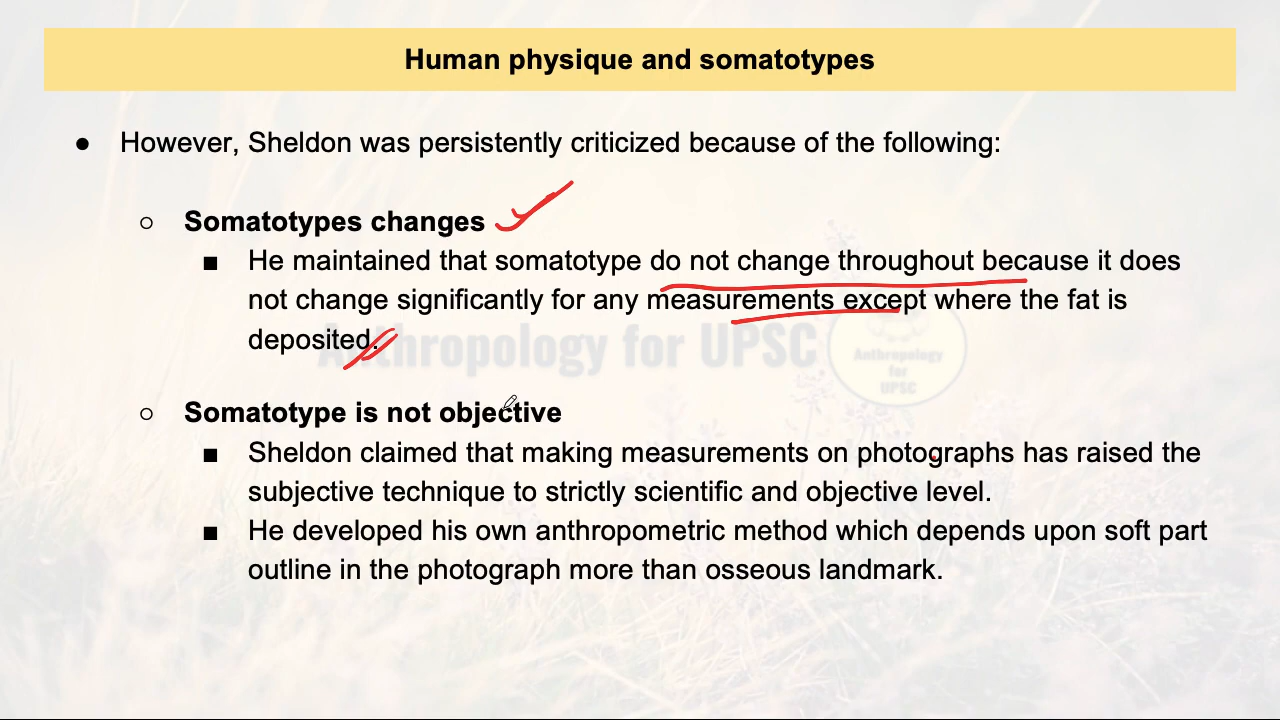 Human physique and somatotypes
● However, Sheldon was persistently criticized because of the following:
○ Somatotypes changes
■ He maintained that somatotype do not change throughout because it does
not change significantly for any measurements except where the fat is
deposited.
Anthropology for UPSC
Anthropology
for
UPSC
○ Somatotype is not objective
■ Sheldon claimed that making measurements on photographs has raised the
subjective technique to strictly scientific and objective level.
■ He developed his own anthropometric method which depends upon soft part
outline in the photograph more than osseous landmark.